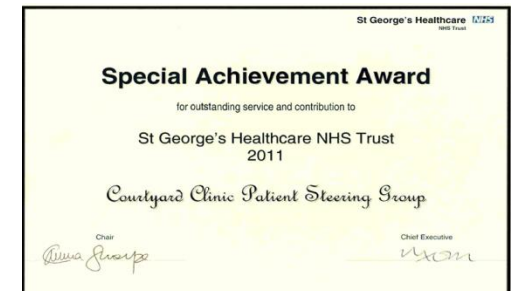 St George's Healthcare NHS
NHS Trust
Special Achievement Award
for outstanding service and contribution to
St George's Healthcare NHS Trust
2011
Courtyard Clinic Patient Steering Group
Chair
Chief Executive